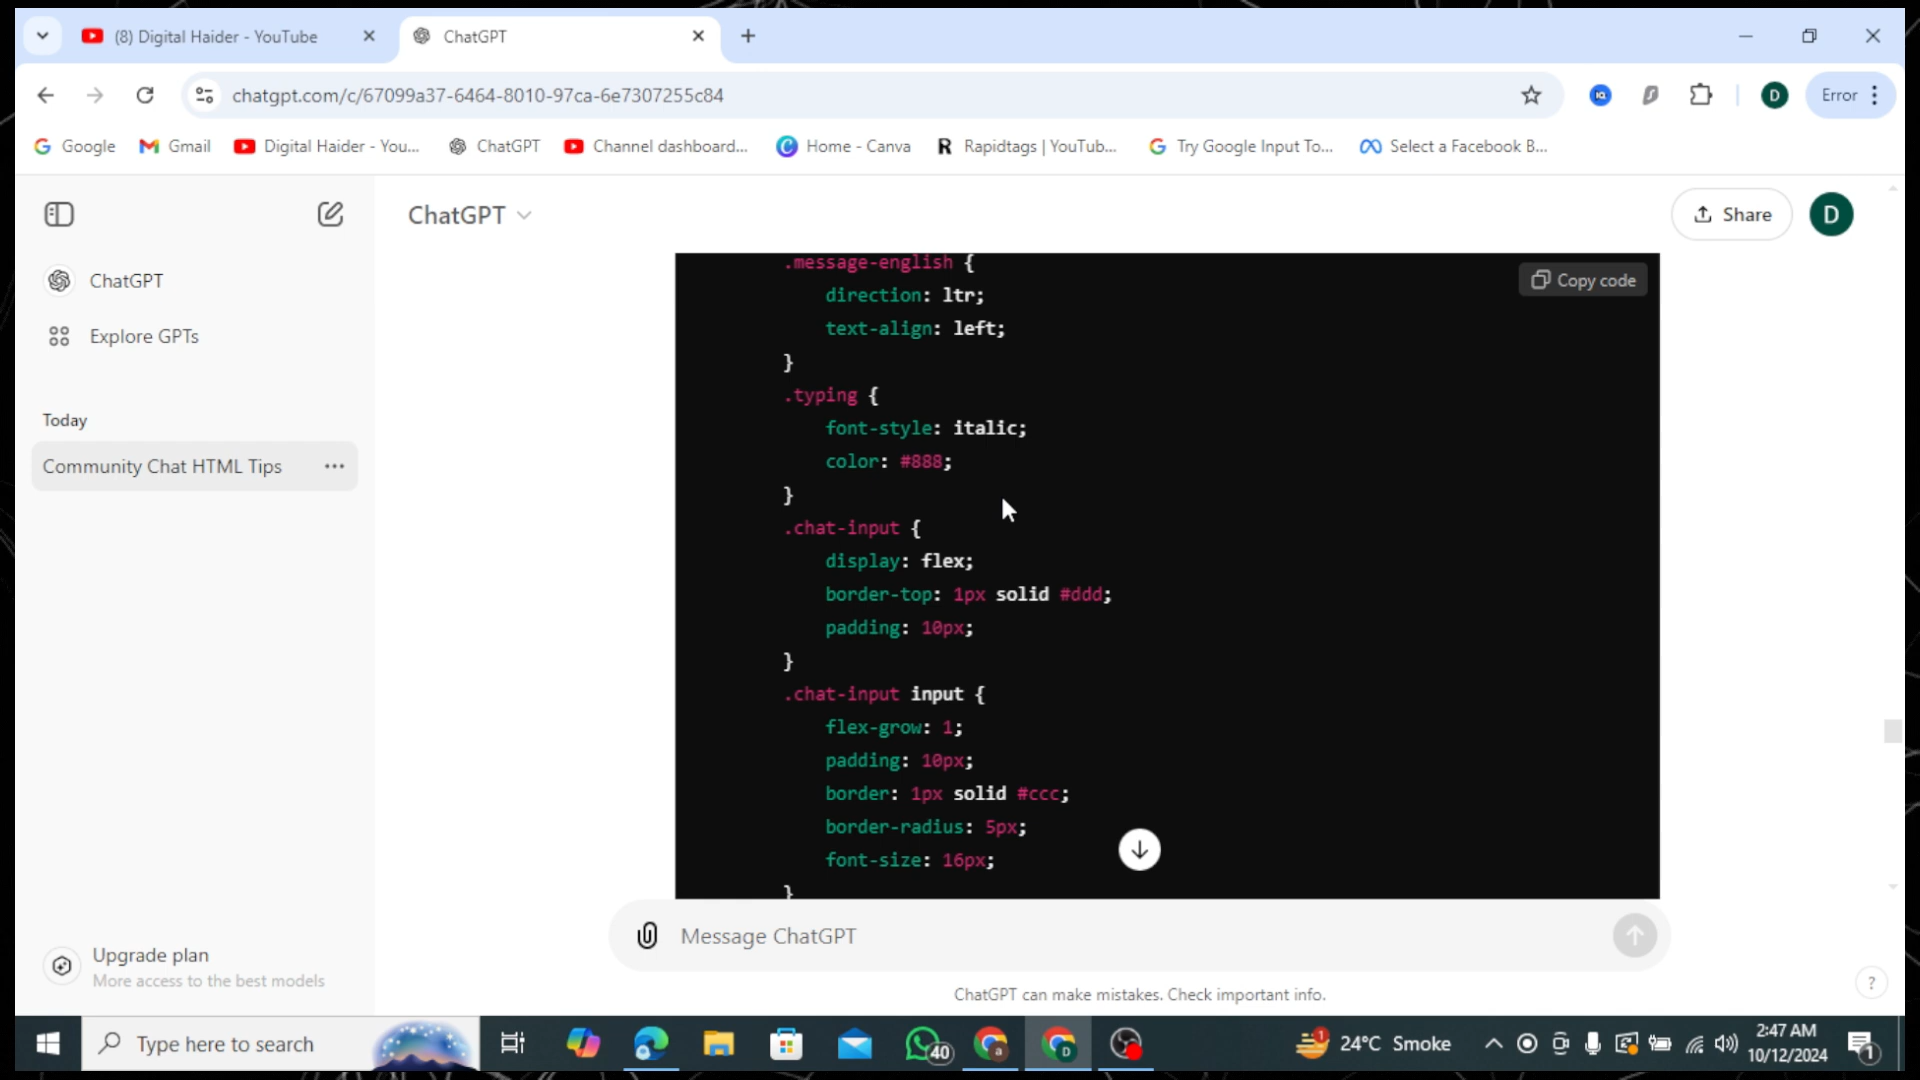 (8) Digital Haider - YouTube
ChatGPT
chatgpt.com/c/67099a37-6464-8010-97ca-6e7307255c84
D
Error
Google
Gmail
Digital Haider - You...
ChatGPT
Channel dashboard...
Home - Canva
Rapidtags | YouTub...
Try Google Input To...
Select a Facebook B...
ChatGPT
Share
D
ChatGPT
Explore GPTs
Today
Community Chat HTML Tips
...
.message-english {
Copy code
direction: ltr;
text-align: left;
}
.typing {
font-style: italic;
color: #888;
}
.chat-input {
display: flex;
border-top: 1px solid #ddd;
padding: 10px;
}
.chat-input input {
flex-grow: 1;
padding: 10px;
border: 1px solid #ccc;
border-radius: 5px;
font-size: 16px;
}
Message ChatGPT
Upgrade plan
More access to the best models
ChatGPT can make mistakes. Check important info.
?
Type here to search
40
a
D
1
24°C Smoke
2:47 AM
10/12/2024
1